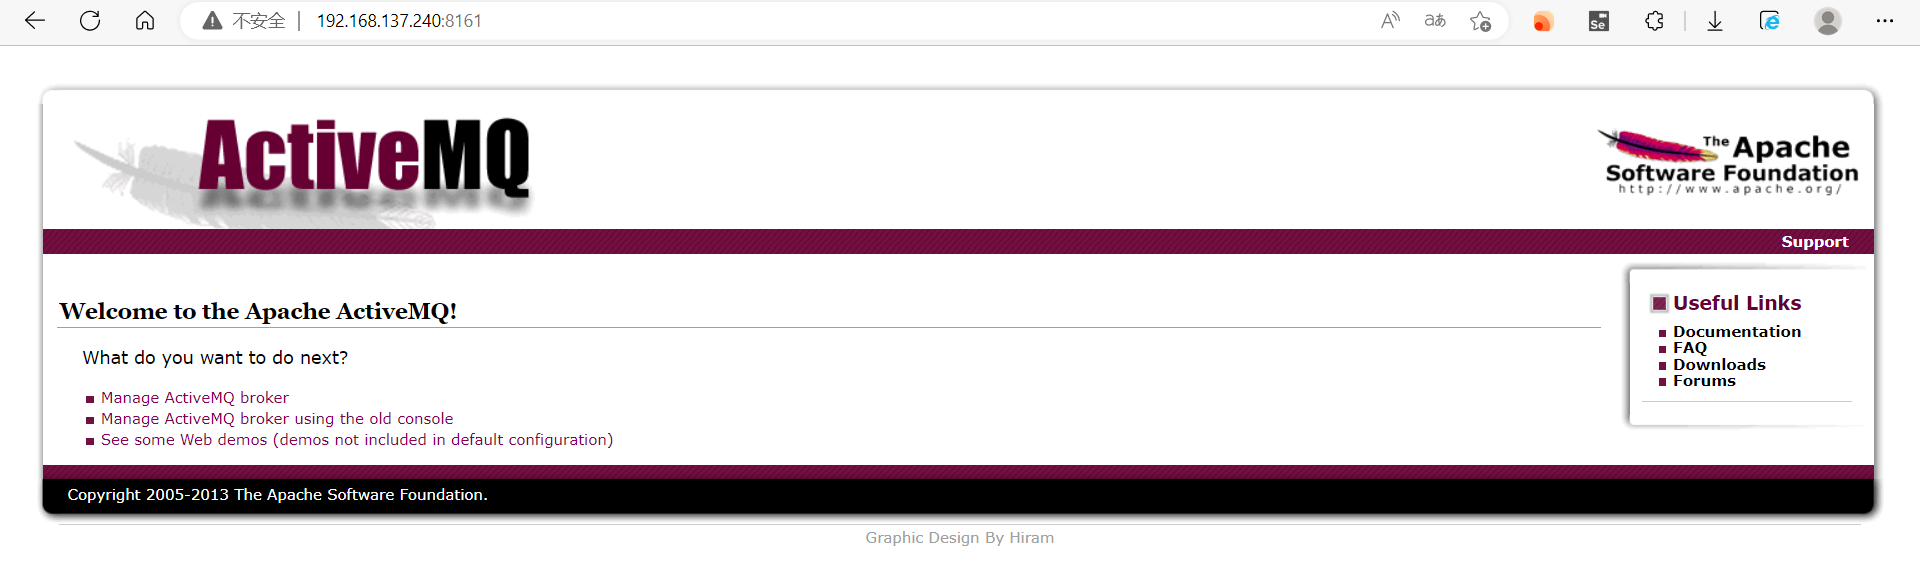 不安全 192.168.137.240:8161
ActiveMQ
The Apache
Software Foundation
http://www.apache.org/
Support
Welcome to the Apache ActiveMQ!
What do you want to do next?
Manage ActiveMQ broker
Manage ActiveMQ broker using the old console
See some Web demos (demos not included in default configuration)
Useful Links
Documentation
FAQ
Downloads
Forums
Copyright 2005-2013 The Apache Software Foundation.
Graphic Design By Hiram